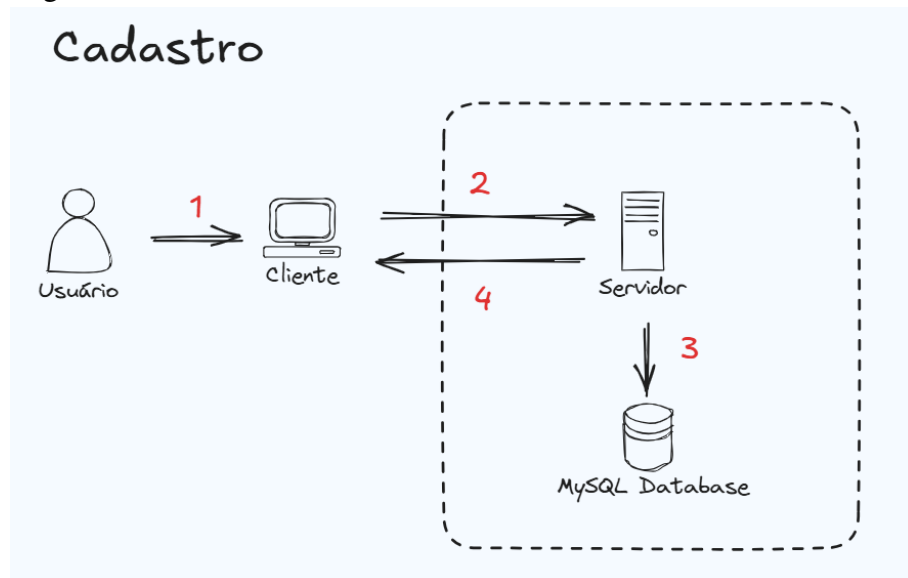 Cadastro
1
2
Usuário
Cliente
4
Servidor
3
MySQL Database